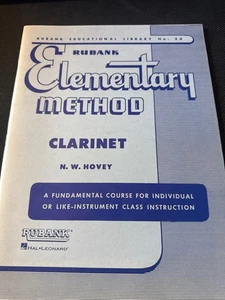 RUBANK EDUCATIONAL LIBRARY No. 34
RUBANK
Elementary
METHOD
CLARINET
N. W. HOVEY
A FUNDAMENTAL COURSE FOR INDIVIDUAL
OR LIKE-INSTRUMENT CLASS INSTRUCTION
RUBANK
HAL•LEONARD